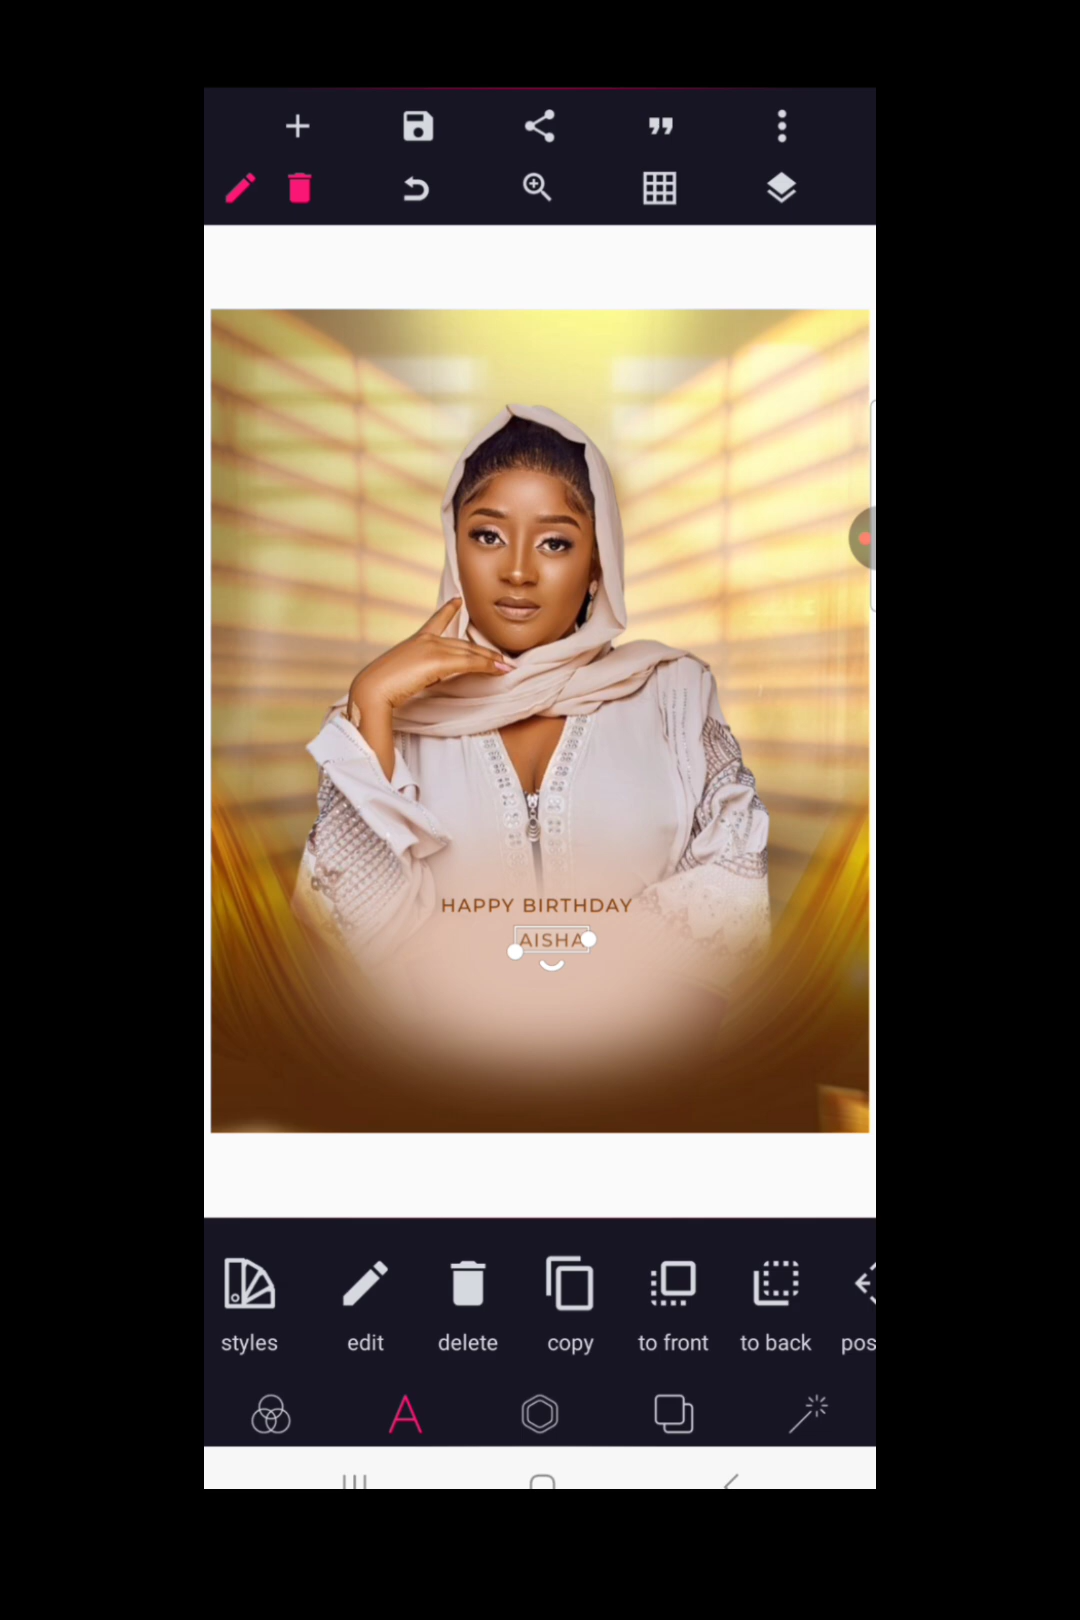 HAPPY BIRTHDAY
AISHA
styles
edit
delete
copy
to front
to back
pos